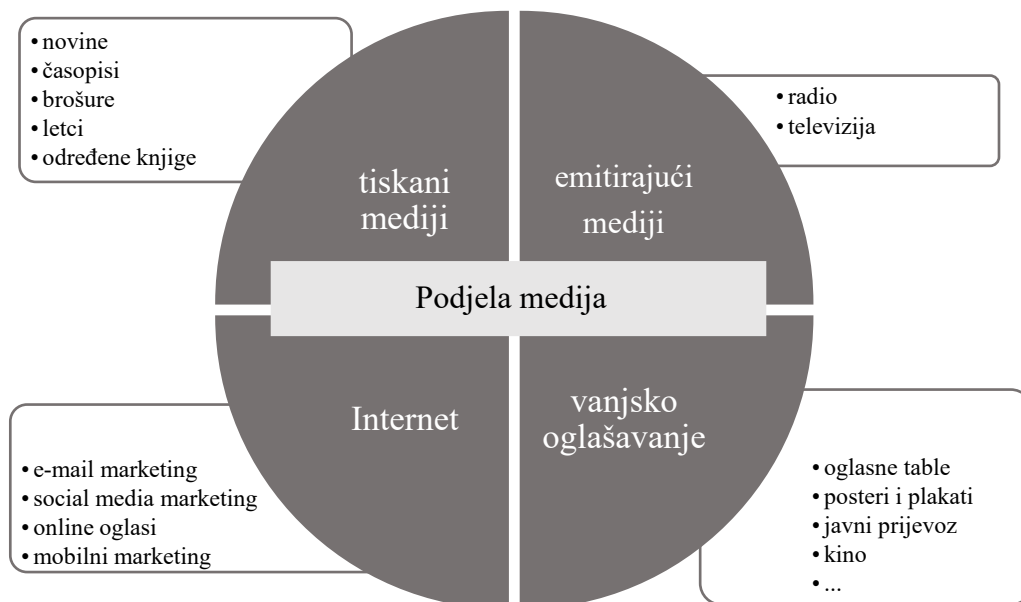 • novine
• časopisi
• brošure
• letci
• određene knjige
tiskani
mediji
• radio
• televizija
emitirajući
mediji
Podjela medija
Internet
• e-mail marketing
• social media marketing
• online oglasi
• mobilni marketing
vanjsko
oglašavanje
• oglasne table
• posteri i plakati
• javni prijevoz
• kino
• ...